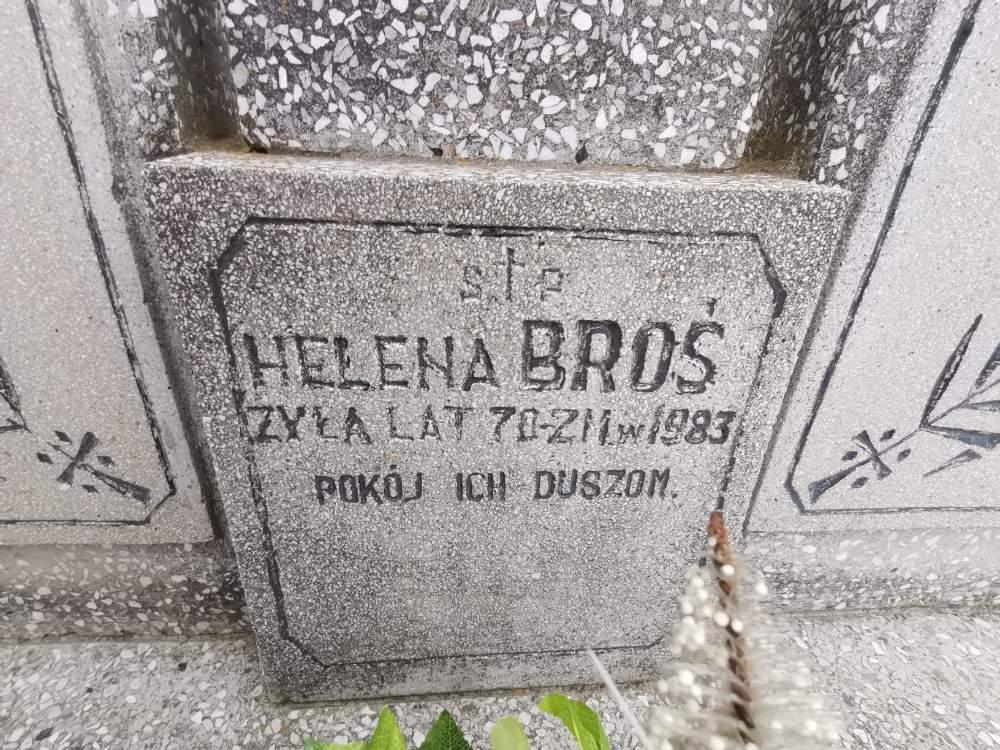 ś.†p
HELENA BROŚ
ŻYŁA LAT 70-ZM.w 1983
POKÓJ ICH DUSZOM.